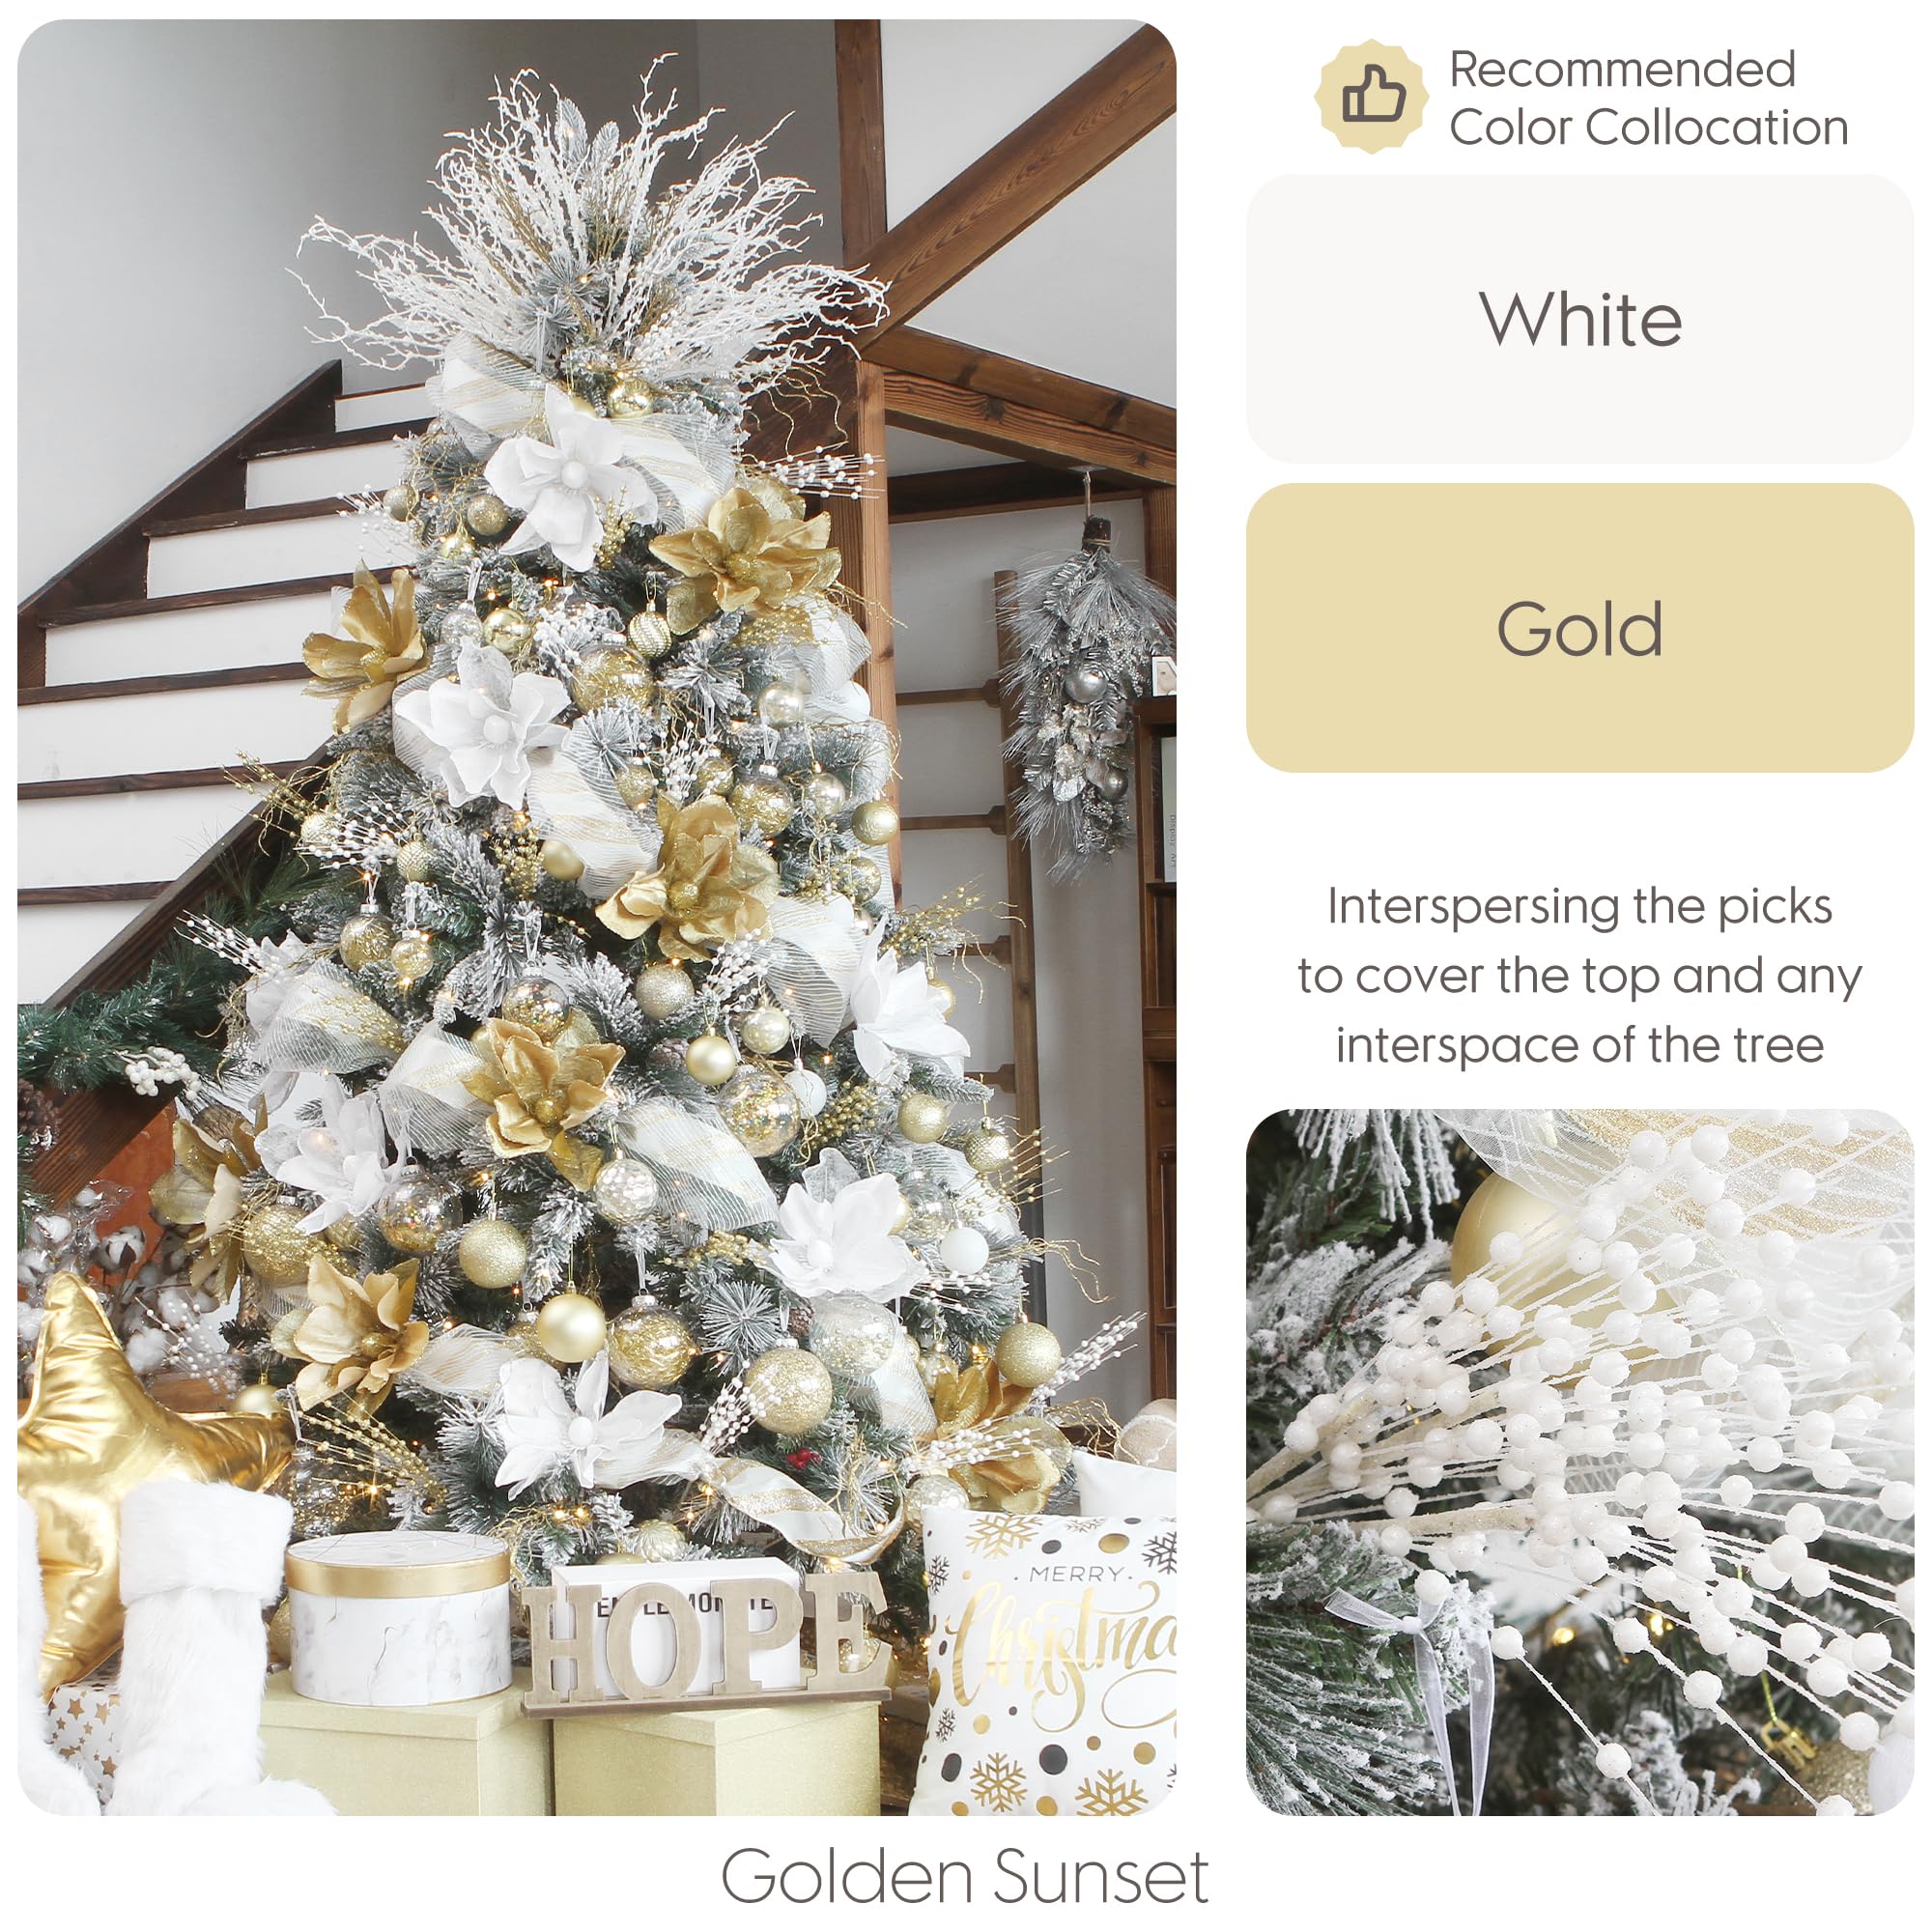 Recommended
Color Collocation
White
Gold
Interspersing the picks
to cover the top and any
interspace of the tree
HOPE
· MERRY ·
Christma
Golden Sunset